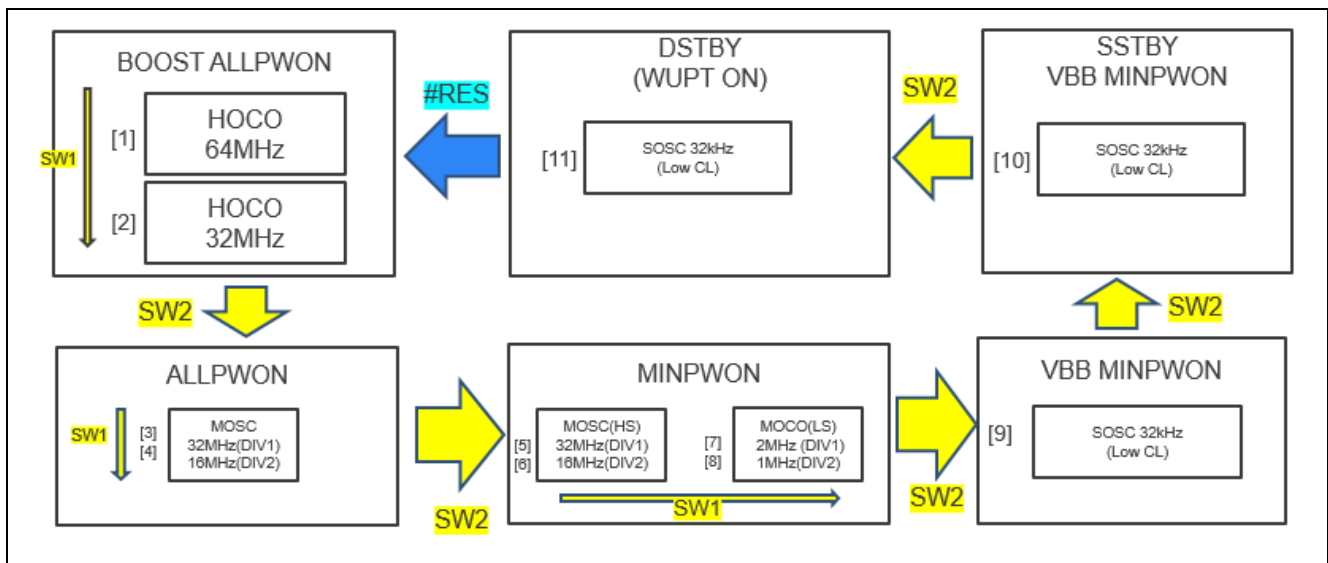 BOOST ALLPWON
SW1
[1]
HOCO
64MHz
[2]
HOCO
32MHz
#RES
DSTBY
(WUPT ON)
[11]
SOSC 32kHz
(Low CL)
SW2
SSTBY
VBB MINPWON
[10]
SOSC 32kHz
(Low CL)
SW2
ALLPWON
SW1
[3]
[4]
MOSC
32MHz(DIV1)
16MHz(DIV2)
SW2
MINPWON
[5]
[6]
MOSC(HS)
32MHz(DIV1)
16MHz(DIV2)
[7]
[8]
MOCO(LS)
2MHz (DIV1)
1MHz(DIV2)
SW1
SW2
VBB MINPWON
[9]
SOSC 32kHz
(Low CL)
SW2